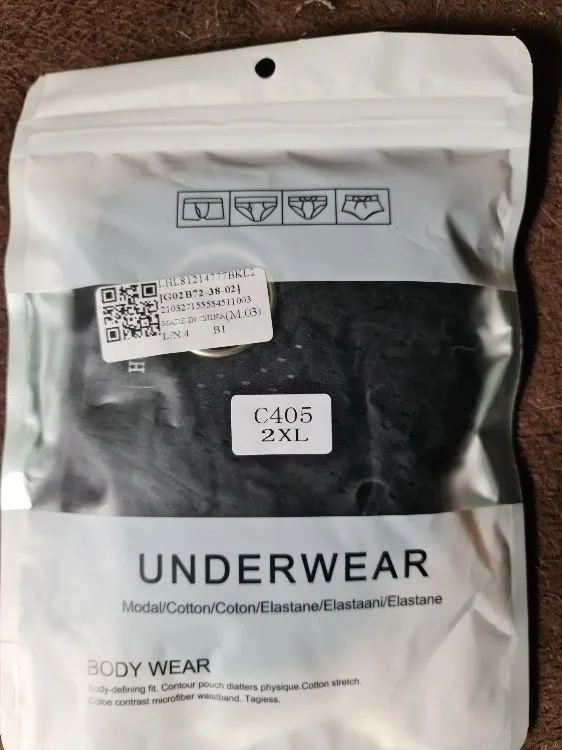 LHL81214777BKL2
[G02B72-38-02]
210327155554511003
MADE IN CHINA(M:03)
L/N:4 B1
H
C405
2XL
UNDERWEAR
Modal/Cotton/Coton/Elastane/Elastaani/Elastane
BODY WEAR
Body-defining fit. Contour pouch diatters physique.Cotton stretch.
Coloe contrast microfiber waistband, Tagiess.